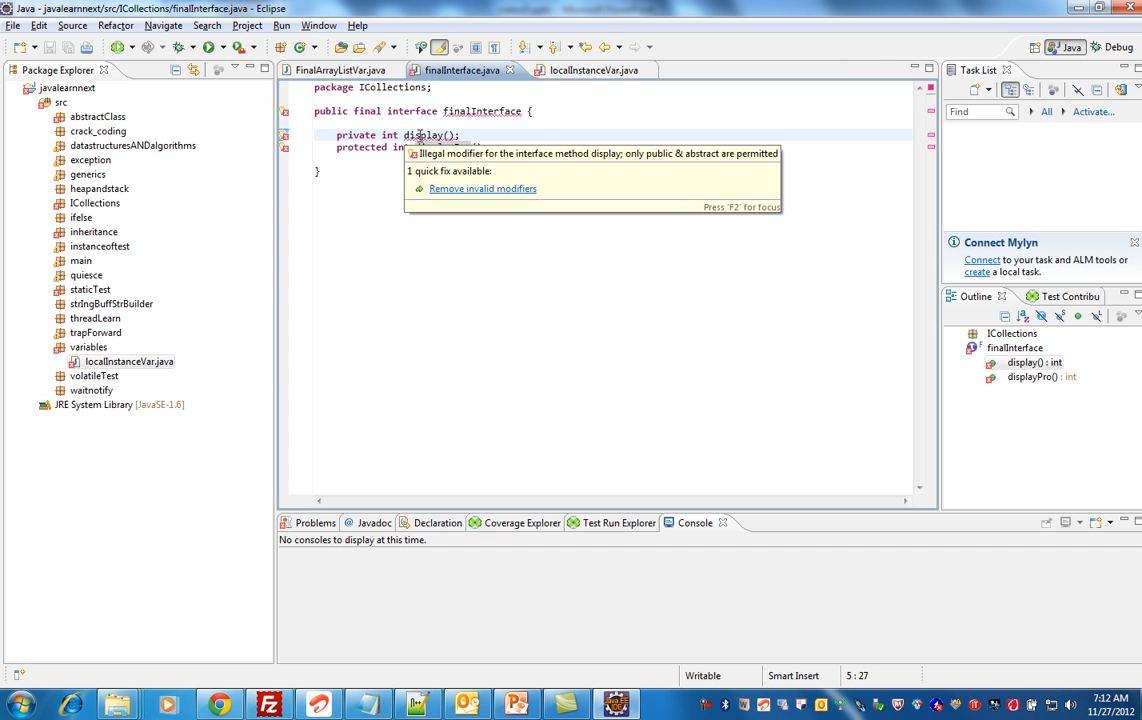 Java - javalearnnext/src/ICollections/finalInterface.java - Eclipse
File Edit Source Refactor Navigate Search Project Run Window Help
Java Debug
Package Explorer
javalearnnext
src
abstractClass
crack_coding
datastructuresANDalgorithms
exception
generics
heapandstack
ICollections
ifelse
inheritance
instanceoftest
main
quiesce
staticTest
strIngBuffStrBuilder
threadLearn
trapForward
variables
localInstanceVar.java
volatileTest
waitnotify
JRE System Library [JavaSE-1.6]
FinalArrayListVar.java finalInterface.java localInstanceVar.java
package ICollections;
public final interface finalInterface {
private int display();
protected int
}
Illegal modifier for the interface method display; only public & abstract are permitted
1 quick fix available:
Remove invalid modifiers
Press 'F2' for focus
Task List
Find All Activate...
Connect Mylyn
Connect to your task and ALM tools or
create a local task.
Outline Test Contribu
ICollections
finalInterface
display() : int
displayPro() : int
Problems Javadoc Declaration Coverage Explorer Test Run Explorer Console
No consoles to display at this time.
Writable Smart Insert 5 : 27
7:12 AM
11/27/2012